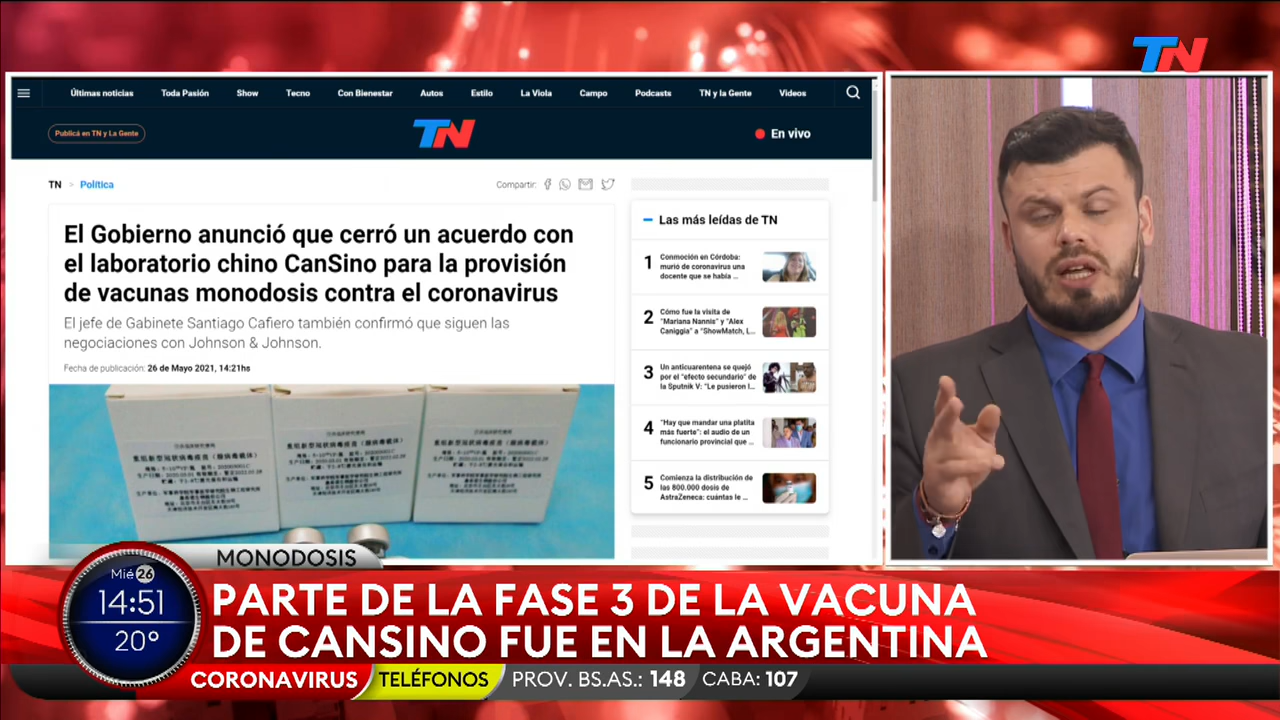 TN
Últimas noticias Toda Pasión Show Tecno Con Bienestar Autos Estilo La Viola Campo Podcasts TN y la Gente Videos
Publicá en TN y La Gente
TN
En vivo
TN > Política
Compartir:
El Gobierno anunció que cerró un acuerdo con
el laboratorio chino CanSino para la provisión
de vacunas monodosis contra el coronavirus
El jefe de Gabinete Santiago Cafiero también confirmó que siguen las
negociaciones con Johnson & Johnson.
Fecha de publicación: 26 de Mayo 2021, 14:21hs
Las más leídas de TN
1 Conmoción en Córdoba:
murió de coronavirus una
docente que se había ...
2 Cómo fue la visita de
"Mariana Nannis" y "Alex
Caniggia" a "ShowMatch, L...
3 Un anticuarentena se quejó
por el "efecto secundario" de
la Sputnik V: "Le pusieron l...
4 "Hay que mandar una platita
más fuerte": el audio de un
funcionario provincial que ...
5 Comienza la distribución de
las 800.000 dosis de
AstraZeneca: cuántas le ...
MONODOSIS
Mié 26
14:51
20°
PARTE DE LA FASE 3 DE LA VACUNA
DE CANSINO FUE EN LA ARGENTINA
CORONAVIRUS TELÉFONOS PROV. BS.AS.: 148 CABA: 107